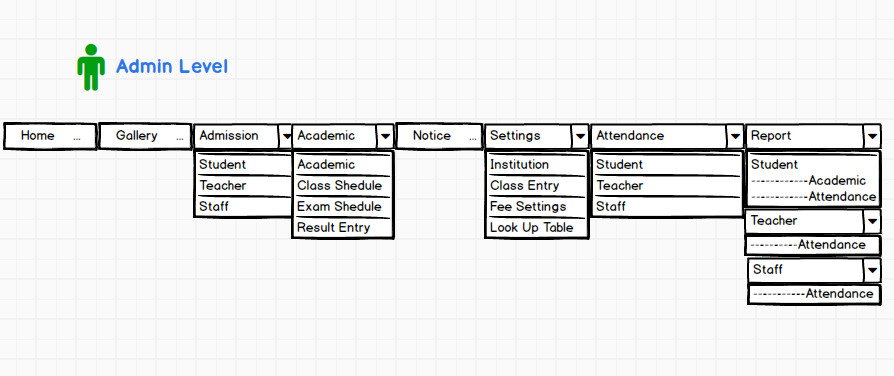 Admin Level
Home ... Gallery ... Admission Academic Notice ... Settings Attendance Report
Student
Teacher
Staff
Academic
Class Shedule
Exam Shedule
Result Entry
Institution
Class Entry
Fee Settings
Look Up Table
Student
Teacher
Staff
Student
-----------Academic
-----------Attendance
Teacher
---------Attendance
Staff
----------Attendance